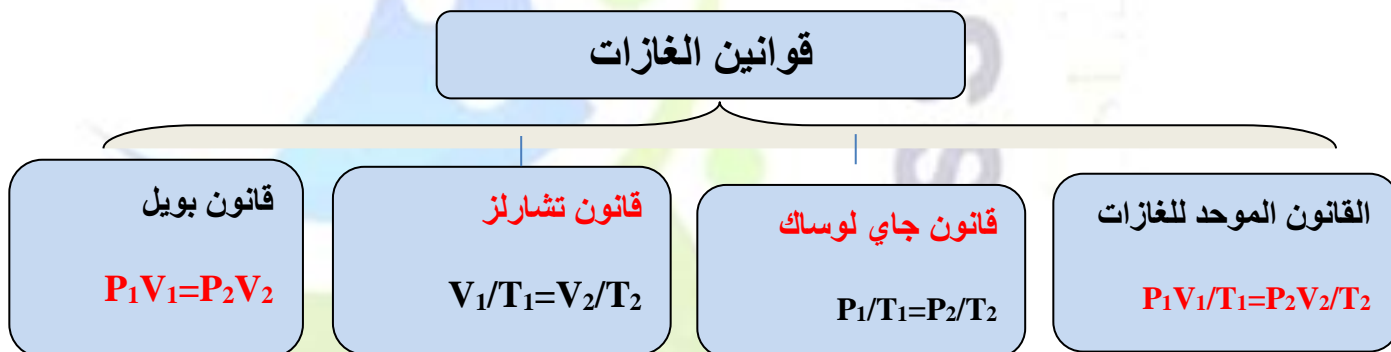 قوانين الغازات
القانون الموحد للغازات
P₁V₁/T₁=P₂V₂/T₂
قانون جاي لوساك
P₁/T₁=P₂/T₂
قانون تشارلز
V₁/T₁=V₂/T₂
قانون بويل
P₁V₁=P₂V₂